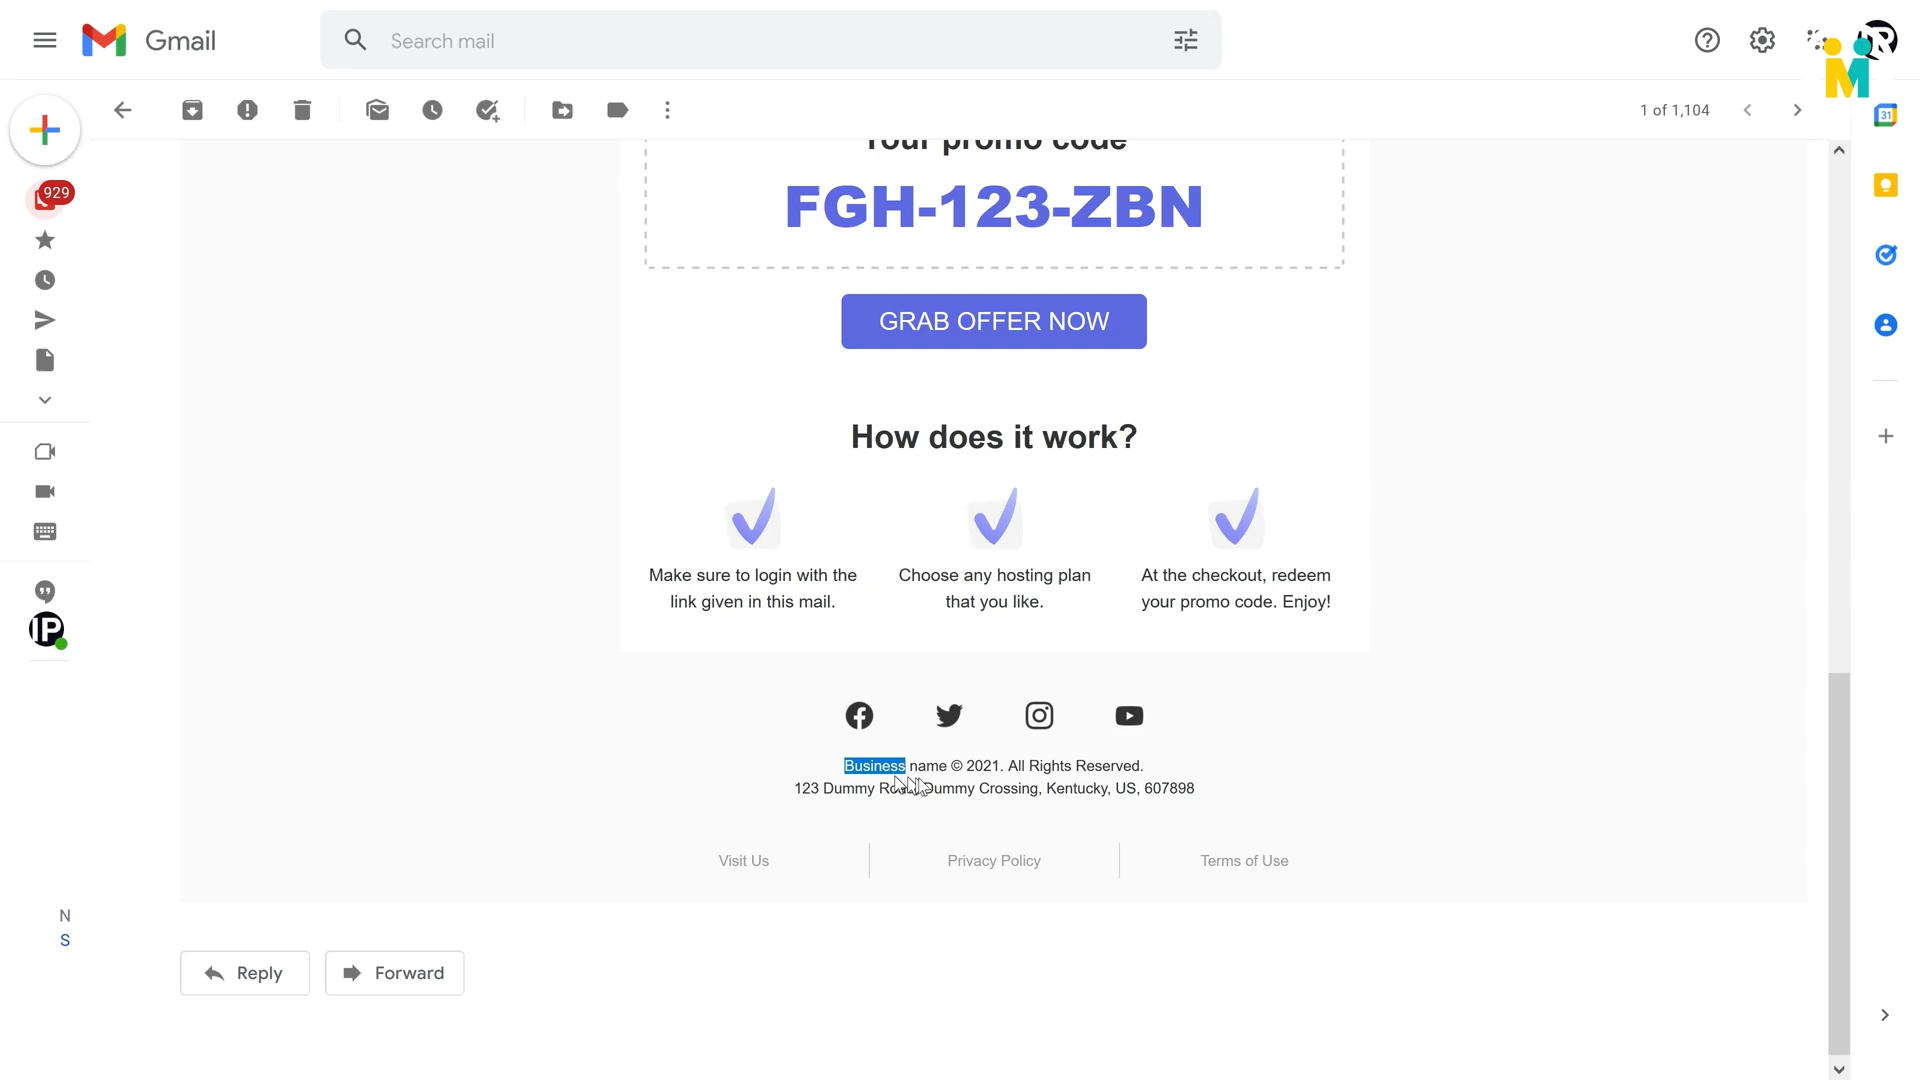 Gmail
Search mail
1 of 1,104
929
31
Your promo code
FGH-123-ZBN
GRAB OFFER NOW
How does it work?
Make sure to login with the
link given in this mail.
Choose any hosting plan
that you like.
At the checkout, redeem
your promo code. Enjoy!
Business name © 2021. All Rights Reserved.
123 Dummy Road, Dummy Crossing, Kentucky, US, 607898
Visit Us
Privacy Policy
Terms of Use
N
S
Reply
Forward